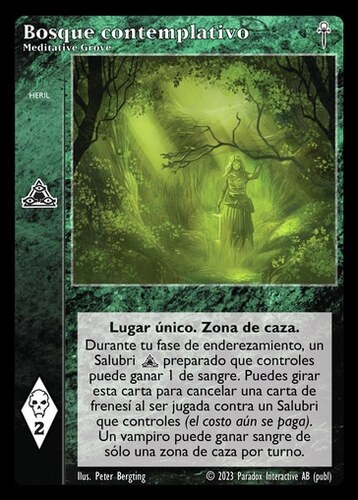 Bosque contemplativo
Meditative Grove
HERIL
Lugar único. Zona de caza.
Durante tu fase de enderezamiento, un
Salubri preparado que controles
puede ganar 1 de sangre. Puedes girar
esta carta para cancelar una carta de
frenesí al ser jugada contra un Salubri
que controles (el costo aún se paga).
Un vampiro puede ganar sangre de
sólo una zona de caza por turno.
2
Ilus. Peter Bergting
© 2023 Paradox Interactive AB (publ)